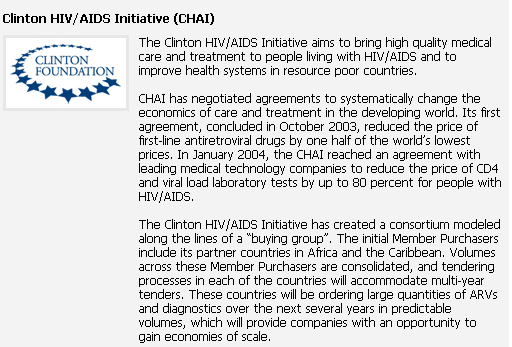 Clinton HIV/AIDS Initiative (CHAI)
CLINTON
FOUNDATION
The Clinton HIV/AIDS Initiative aims to bring high quality medical
care and treatment to people living with HIV/AIDS and to
improve health systems in resource poor countries.
CHAI has negotiated agreements to systematically change the
economics of care and treatment in the developing world. Its first
agreement, concluded in October 2003, reduced the price of
first-line antiretroviral drugs by one half of the world's lowest
prices. In January 2004, the CHAI reached an agreement with
leading medical technology companies to reduce the price of CD4
and viral load laboratory tests by up to 80 percent for people with
HIV/AIDS.
The Clinton HIV/AIDS Initiative has created a consortium modeled
along the lines of a "buying group". The initial Member Purchasers
include its partner countries in Africa and the Caribbean. Volumes
across these Member Purchasers are consolidated, and tendering
processes in each of the countries will accommodate multi-year
tenders. These countries will be ordering large quantities of ARVs
and diagnostics over the next several years in predictable
volumes, which will provide companies with an opportunity to
gain economies of scale.